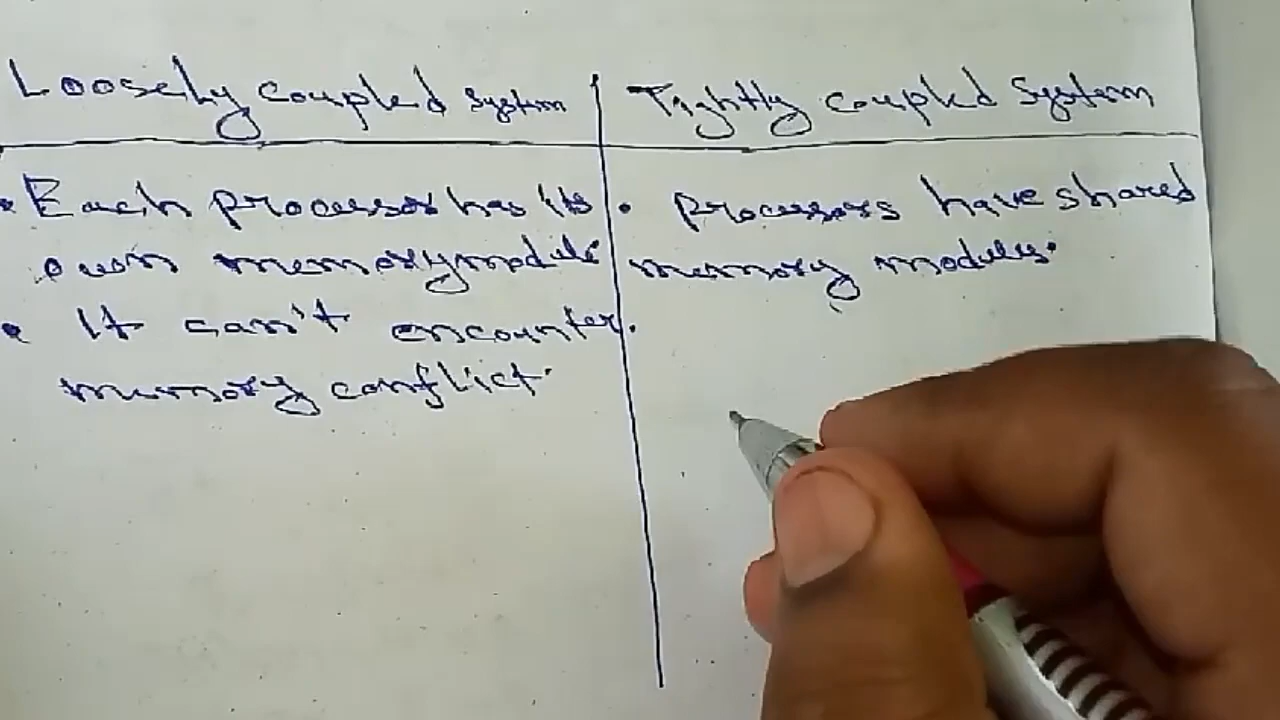 Loosely coupled system
Tightly coupled system
• Each processor has its
own memory module.
• It can't encounter
memory conflict.
• processors have shared
memory modules.
•